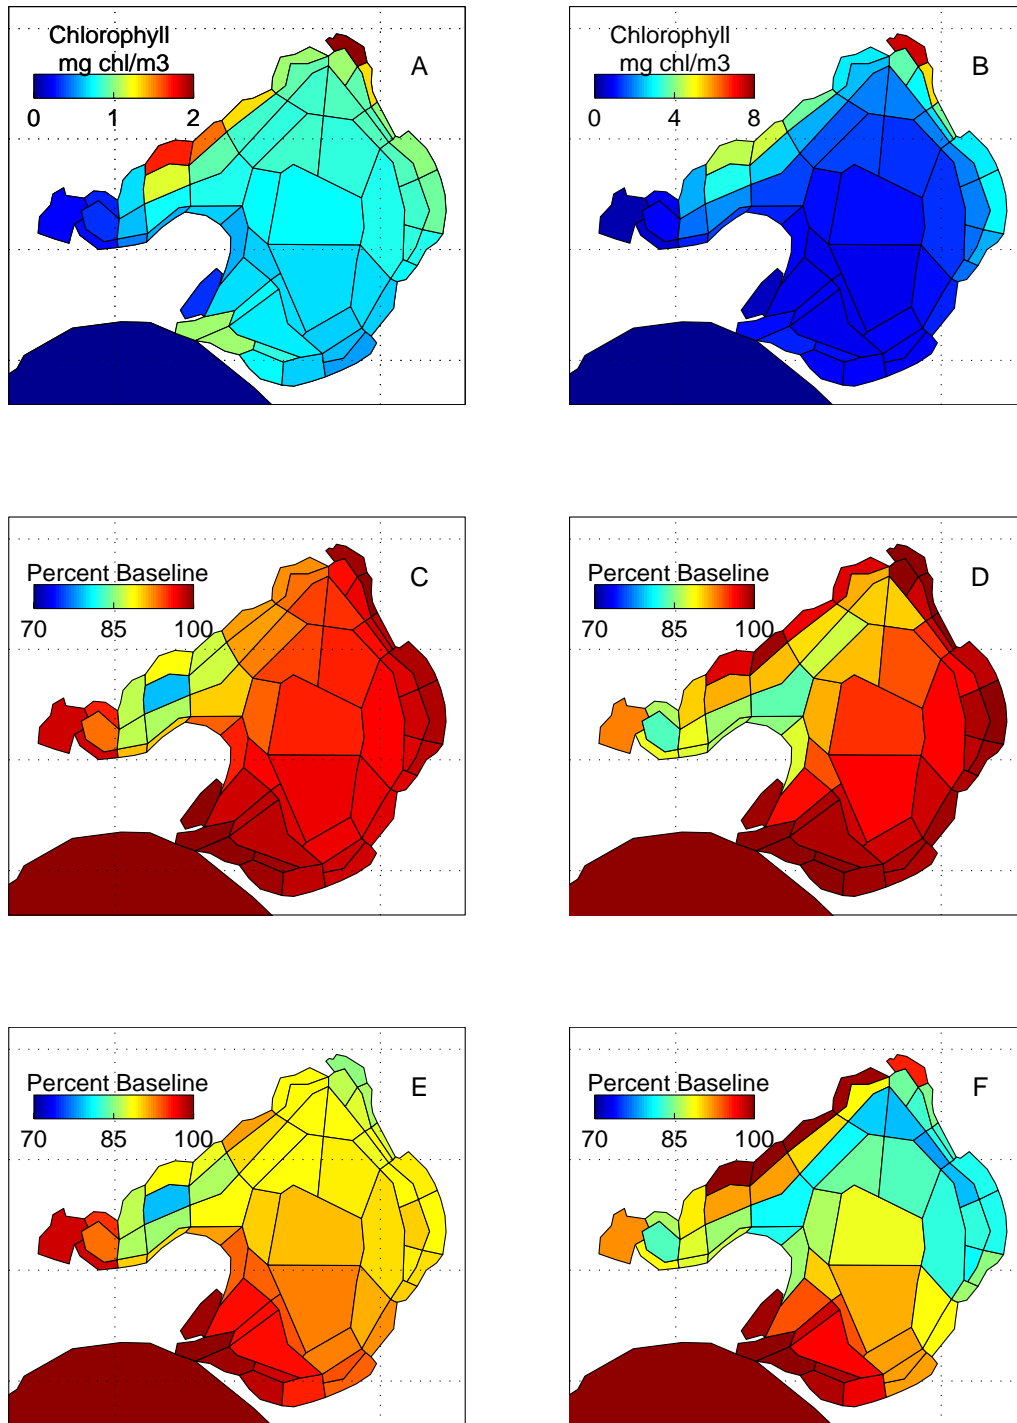 Chlorophyll
mg chl/m3
0 1 2
A
Chlorophyll
mg chl/m3
0 4 8
B
Percent Baseline
70 85 100
C
Percent Baseline
70 85 100
D
Percent Baseline
70 85 100
E
Percent Baseline
70 85 100
F